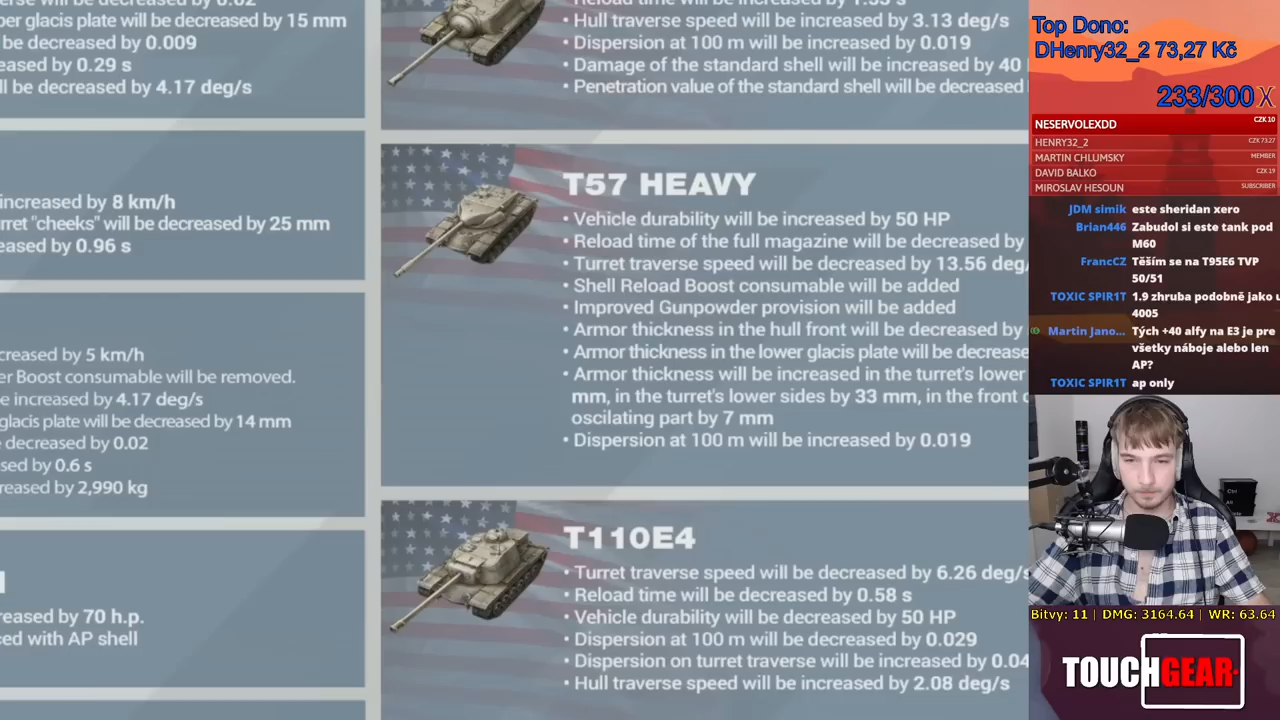 per glacis plate will be decreased by 15 mm
be decreased by 0.009
eased by 0.29 s
ll be decreased by 4.17 deg/s
increased by 8 km/h
rret "cheeks" will be decreased by 25 mm
eased by 0.96 s
creased by 5 km/h
er Boost consumable will be removed.
e increased by 4.17 deg/s
glacis plate will be decreased by 14 mm
e decreased by 0.02
sed by 0.6 s
reased by 2,990 kg
reased by 70 h.p.
ced with AP shell
• Hull traverse speed will be increased by 3.13 deg/s
• Dispersion at 100 m will be increased by 0.019
• Damage of the standard shell will be increased by 40
• Penetration value of the standard shell will be decreased
T57 HEAVY
• Vehicle durability will be increased by 50 HP
• Reload time of the full magazine will be decreased by
• Turret traverse speed will be decreased by 13.56 deg/
• Shell Reload Boost consumable will be added
• Improved Gunpowder provision will be added
• Armor thickness in the hull front will be decreased by
• Armor thickness in the lower glacis plate will be decrease
• Armor thickness will be increased in the turret's lower
mm, in the turret's lower sides by 33 mm, in the front
oscilating part by 7 mm
• Dispersion at 100 m will be increased by 0.019
T110E4
• Turret traverse speed will be decreased by 6.26 deg/s
• Reload time will be decreased by 0.58 s
• Vehicle durability will be decreased by 50 HP
• Dispersion at 100 m will be decreased by 0.029
• Dispersion on turret traverse will be increased by 0.04
• Hull traverse speed will be increased by 2.08 deg/s
Top Dono:
DHenry32_2 73,27 Kč
233/300 X
NESERVOLEXDD CZK 10
HENRY32_2 CZK 73.27
MARTIN CHLUMSKY MEMBER
DAVID BALKO CZK 19
MIROSLAV HESOUN SUBSCRIBER
JDM simik este sheridan xero
Brian446 Zabudol si este tank pod
M60
FrancCZ Těším se na T95E6 TVP
50/51
TOXIC SPIR1T 1.9 zhruba podobně jako u
4005
Martin Jano... Tých +40 alfy na E3 je pre
všetky náboje alebo len
AP?
TOXIC SPIR1T ap only
Bitvy: 11 | DMG: 3164.64 | WR: 63.64
TOUCHGEAR